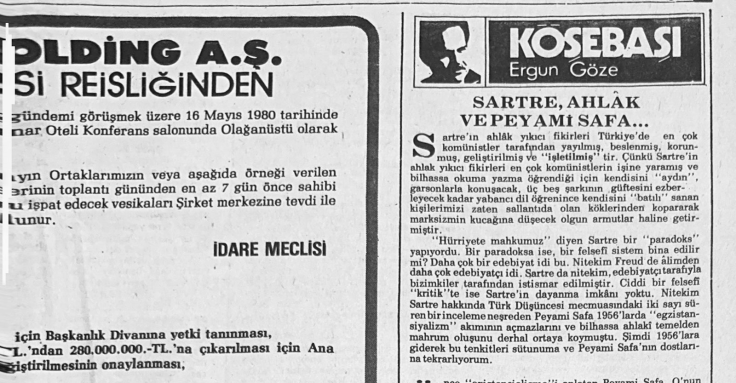 OLDİNG A.Ş.
Sİ REİSLİĞİNDEN
gündemi görüşmek üzere 16 Mayıs 1980 tarihinde
nar Oteli Konferans salonunda Olağanüstü olarak
yın Ortaklarımızın veya aşağıda örneği verilen
erinin toplantı gününden en az 7 gün önce sahibi
u ispat edecek vesikaları Şirket merkezine tevdi ile
lunur.
İDARE MECLİSİ
için Başkanlık Divanına yetki tanınması,
L.'ndan 280.000.000.-TL.'na çıkarılması için Ana
ğiştirilmesinin onaylanması;
KÖŞEBAŞI
Ergun Göze
SARTRE, AHLÂK
VE PEYAMİ SAFA...
Sartre'ın ahlâk yıkıcı fikirleri Türkiye'de en çok
komünistler tarafından yayılmış, beslenmiş, korun-
muş, geliştirilmiş ve "işletilmiş" tir. Çünkü Sartre'in
ahlak yıkıcı fikirleri en çok komünistlerin işine yaramış ve
bilhassa okuma yazma öğrendiği için kendisini "aydın",
garsonlarla konuşacak, üç beş şarkının güftesini ezber-
leyecek kadar yabancı dil öğrenince kendisini "batılı" sanan
kişilerimizi zaten sallantıda olan köklerinden kopararak
marksizmin kucağına düşecek olgun armutlar haline getir-
miştir.
"Hürriyete mahkumuz" diyen Sartre bir "paradoks"
yapıyordu. Bir paradoksa ise, bir felsefî sistem bina edilir
mi? Daha çok bir edebiyat idi bu. Nitekim Freud de âlimden
daha çok edebiyatçı idi. Sartre da nitekim, edebiyatçı tarafıyla
bizimkiler tarafından istismar edilmiştir. Ciddi bir felsefî
"kritik"te ise Sartre'ın dayanma imkânı yoktu. Nitekim
Sartre hakkında Türk Düşüncesi mecmuasındaki iki sayı sü-
ren bir inceleme neşreden Peyami Safa 1956'larda "egzistan-
siyalizm" akımının açmazlarını ve bilhassa ahlakî temelden
mahrum oluşunu derhal ortaya koymuştu. Şimdi 1956'lara
giderek bu tenkitleri sütunuma ve Peyami Safa'nın dostları-
na tekrarlıyorum.